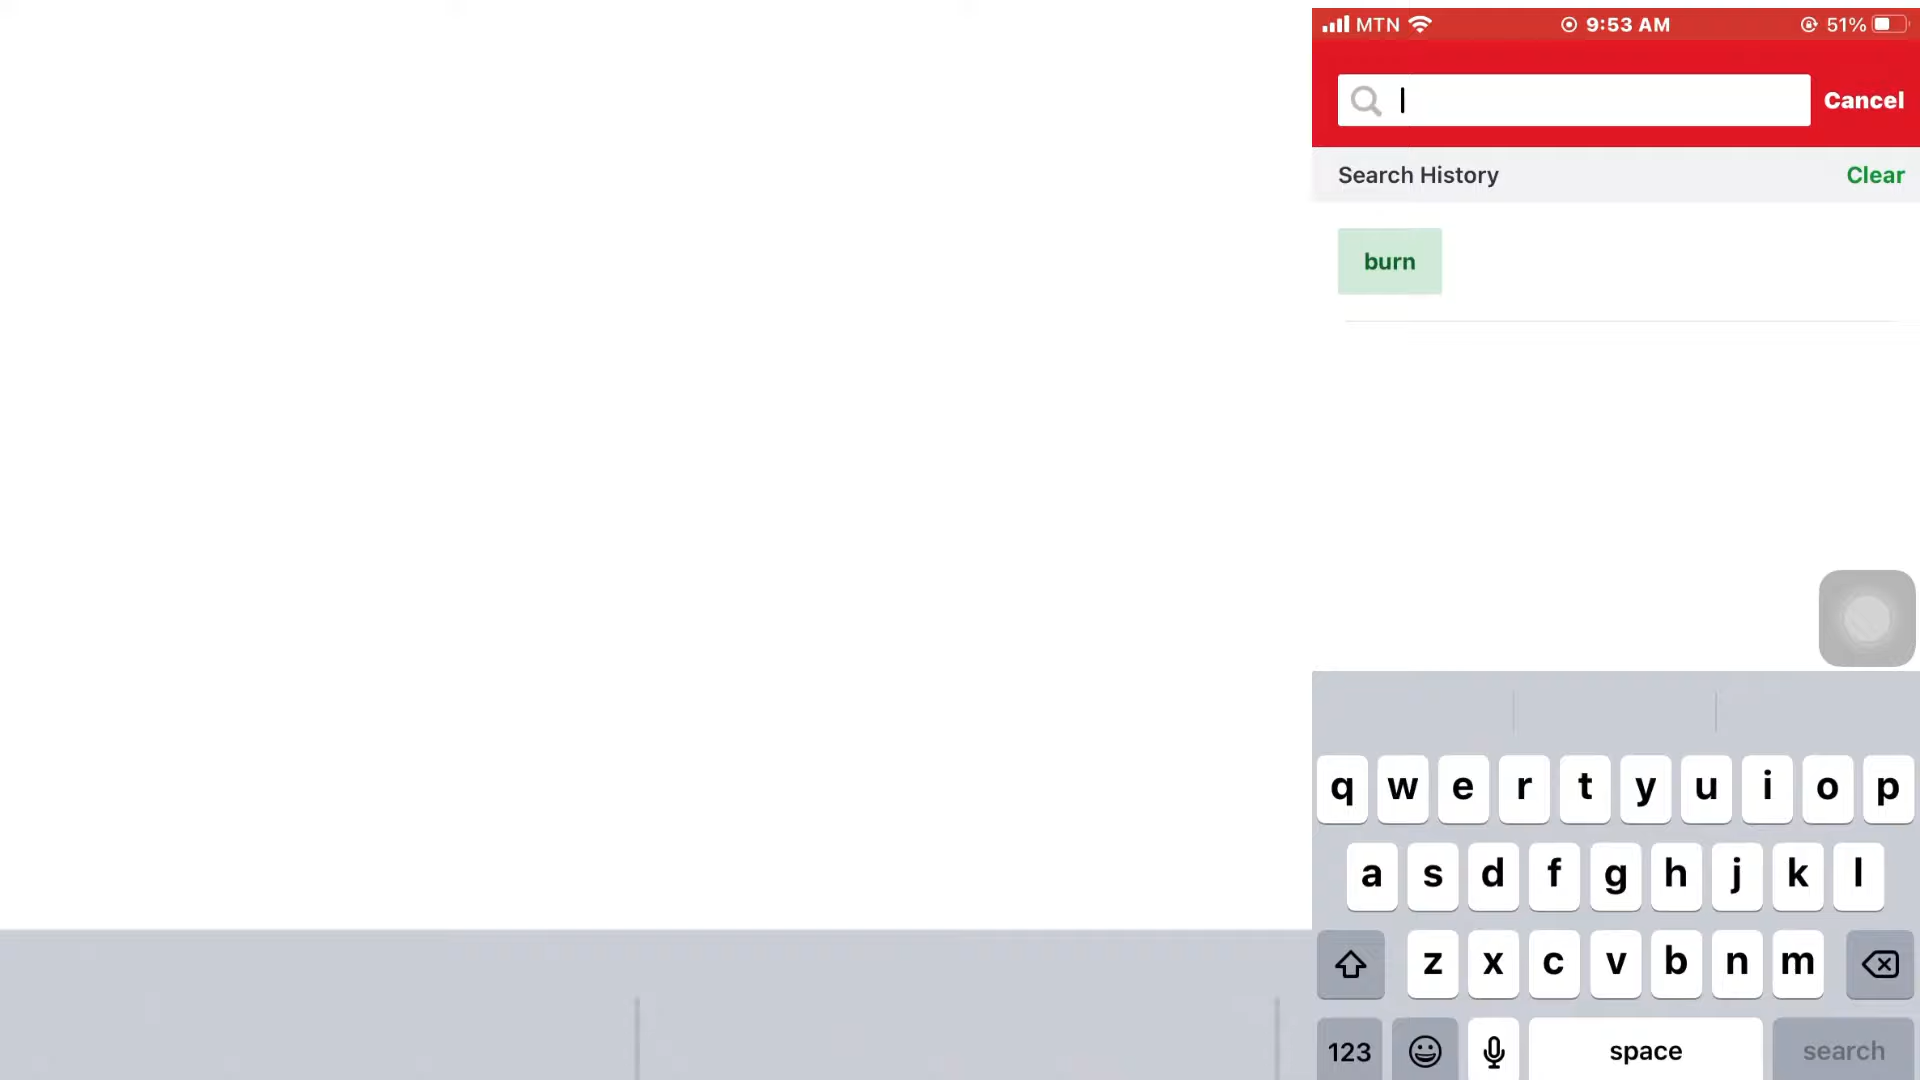 MTN 9:53 AM 51%
Cancel
Search History Clear
burn
q w e r t y u i o p
a s d f g h j k l
z x c v b n m
123 space search